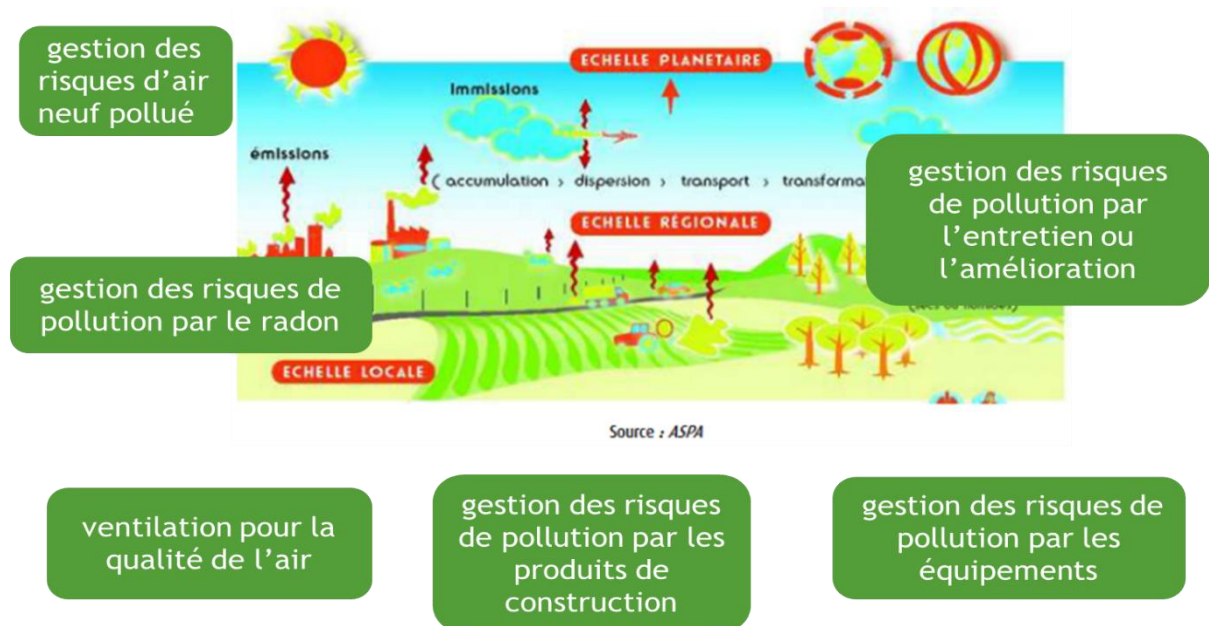 gestion des
risques d’air
neuf pollué
ECHELLE PLANETAIRE
Immissions
émissions
( accumulation > dispersion > transport >
ECHELLE RÉGIONALE
gestion des risques
de pollution par
l’entretien ou
l’amélioration
gestion des risques de
pollution par le radon
ECHELLE LOCALE
Source : ASPA
ventilation pour la
qualité de l’air
gestion des risques
de pollution par les
produits de
construction
gestion des risques de
pollution par les
équipements